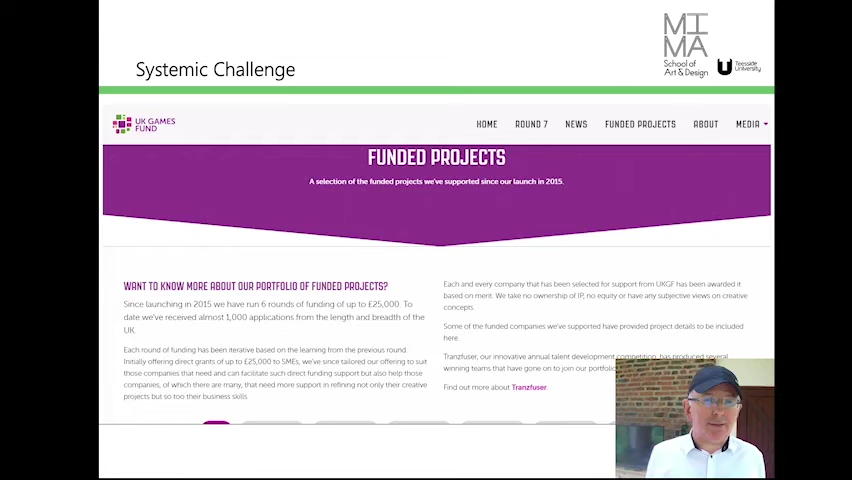 MI
MA
School of
Art & Design
Teesside
University
Systemic Challenge
UK GAMES
FUND
HOME ROUND 7 NEWS FUNDED PROJECTS ABOUT MEDIA
FUNDED PROJECTS
A selection of the funded projects we've supported since our launch in 2015.
WANT TO KNOW MORE ABOUT OUR PORTFOLIO OF FUNDED PROJECTS?
Since launching in 2015 we have run 6 rounds of funding of up to £25,000. To
date we've received almost 1,000 applications from the length and breadth of the
UK.
Each round of funding has been iterative based on the learning from the previous round.
Initially offering direct grants of up to £25,000 to SMEs, we've since tailored our offering to suit
those companies that need and can facilitate such direct funding support but also help those
companies, of which there are many, that need more support in refining not only their creative
projects but so too their business skills
Each and every company that has been selected for support from UKGF has been awarded it
based on merit. We take no ownership of IP, no equity or have any subjective views on creative
concepts.
Some of the funded companies we've supported have provided project details to be included
here.
Tranzfuser, our innovative annual talent development competition, has produced several
winning teams that have gone on to join our portfolio
Find out more about Tranzfuser.